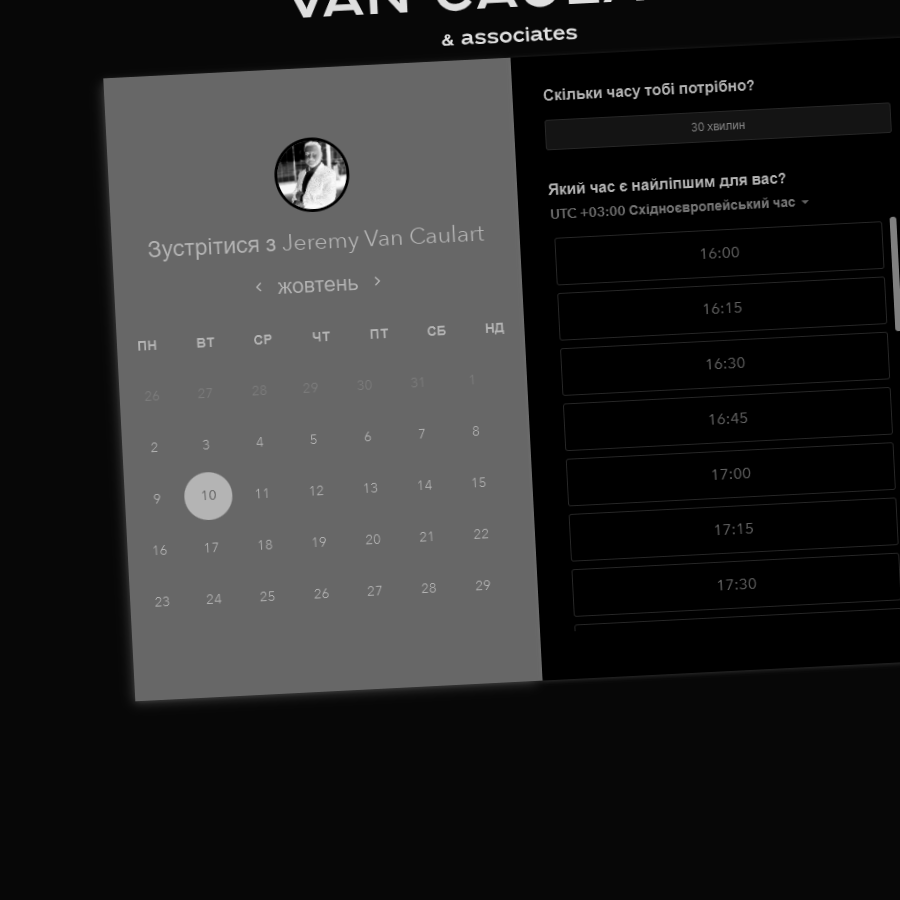 & associates
Зустрітися з Jeremy Van Caulart
‹ жовтень ›
ПН ВТ СР ЧТ ПТ СБ НД
26 27 28 29 30 31 1
2 3 4 5 6 7 8
9 10 11 12 13 14 15
16 17 18 19 20 21 22
23 24 25 26 27 28 29
Скільки часу тобі потрібно?
30 хвилин
Який час є найліпшим для вас?
UTC +03:00 Східноєвропейський час
16:00
16:15
16:30
16:45
17:00
17:15
17:30